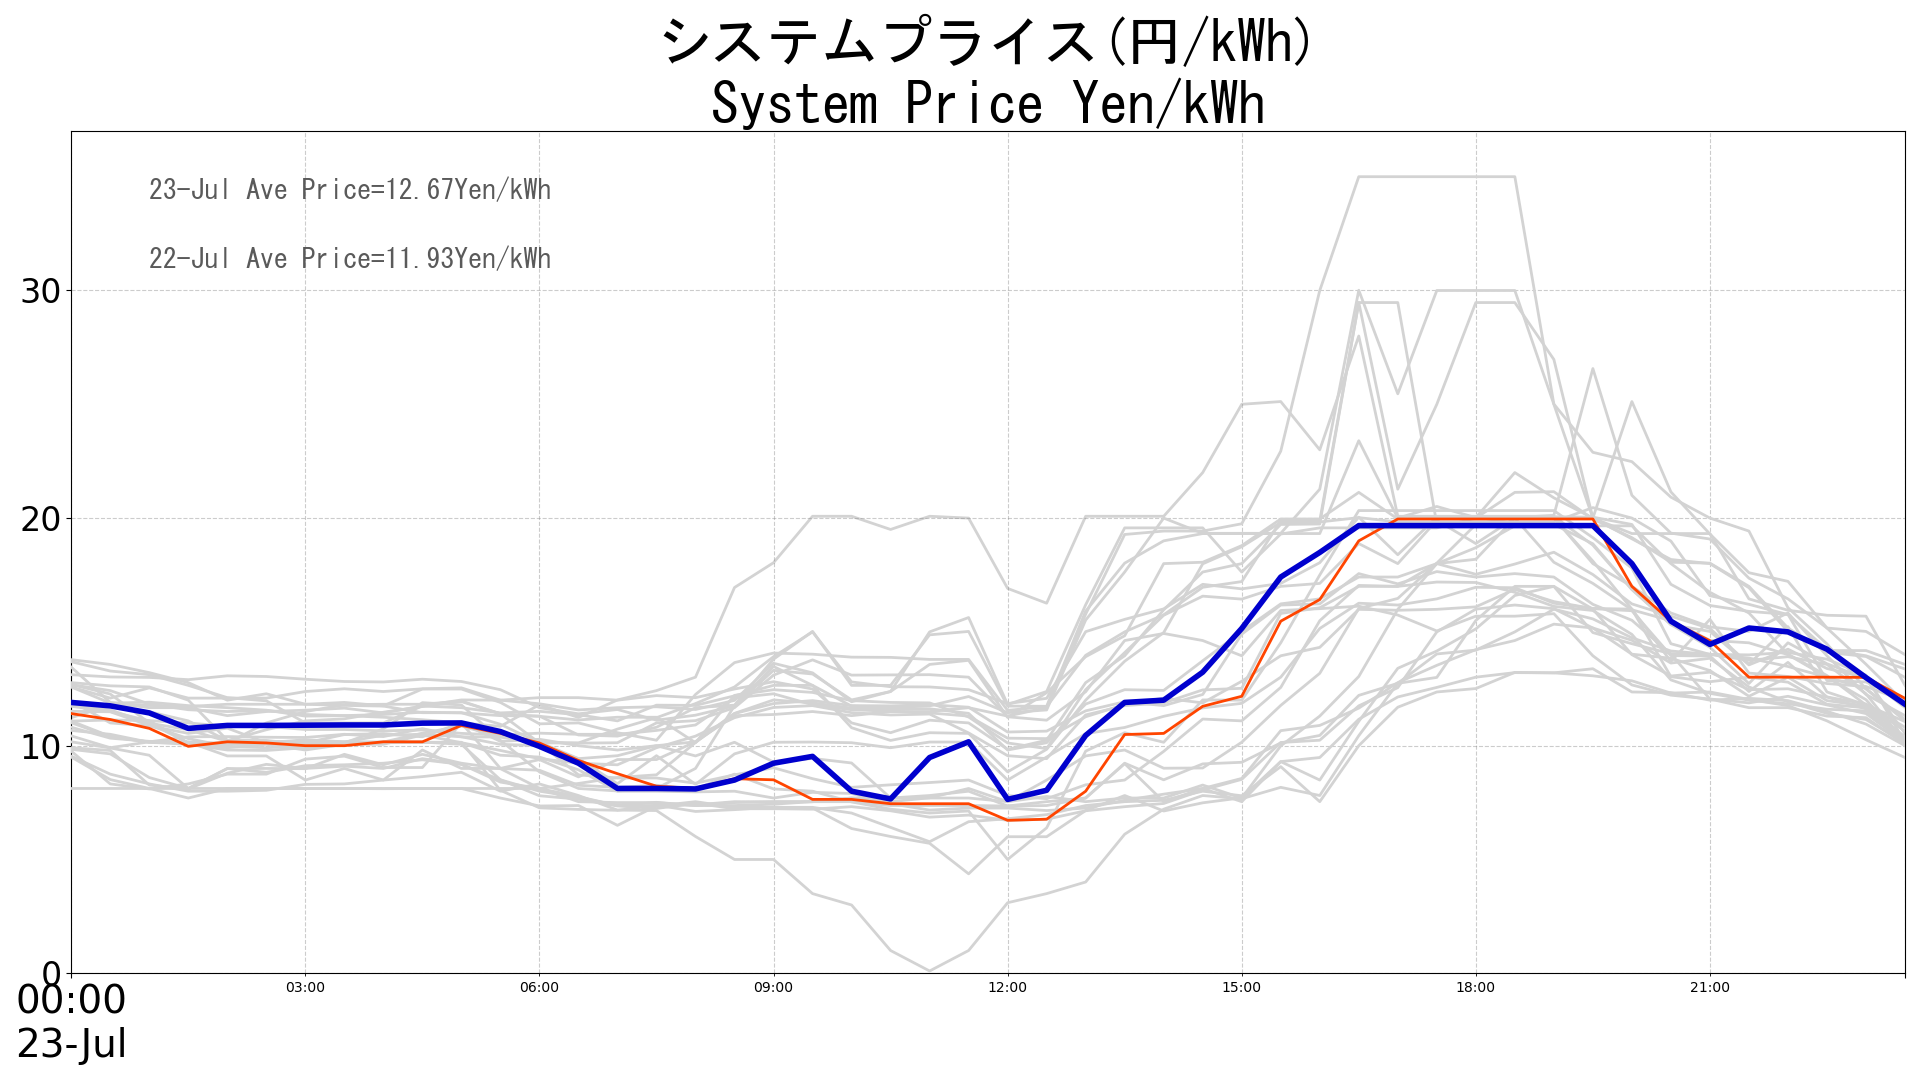 システムプライス(円/kWh)
System Price Yen/kWh
23-Jul Ave Price=12.67Yen/kWh
22-Jul Ave Price=11.93Yen/kWh
30
20
10
0
00:00 03:00 06:00 09:00 12:00 15:00 18:00 21:00
23-Jul